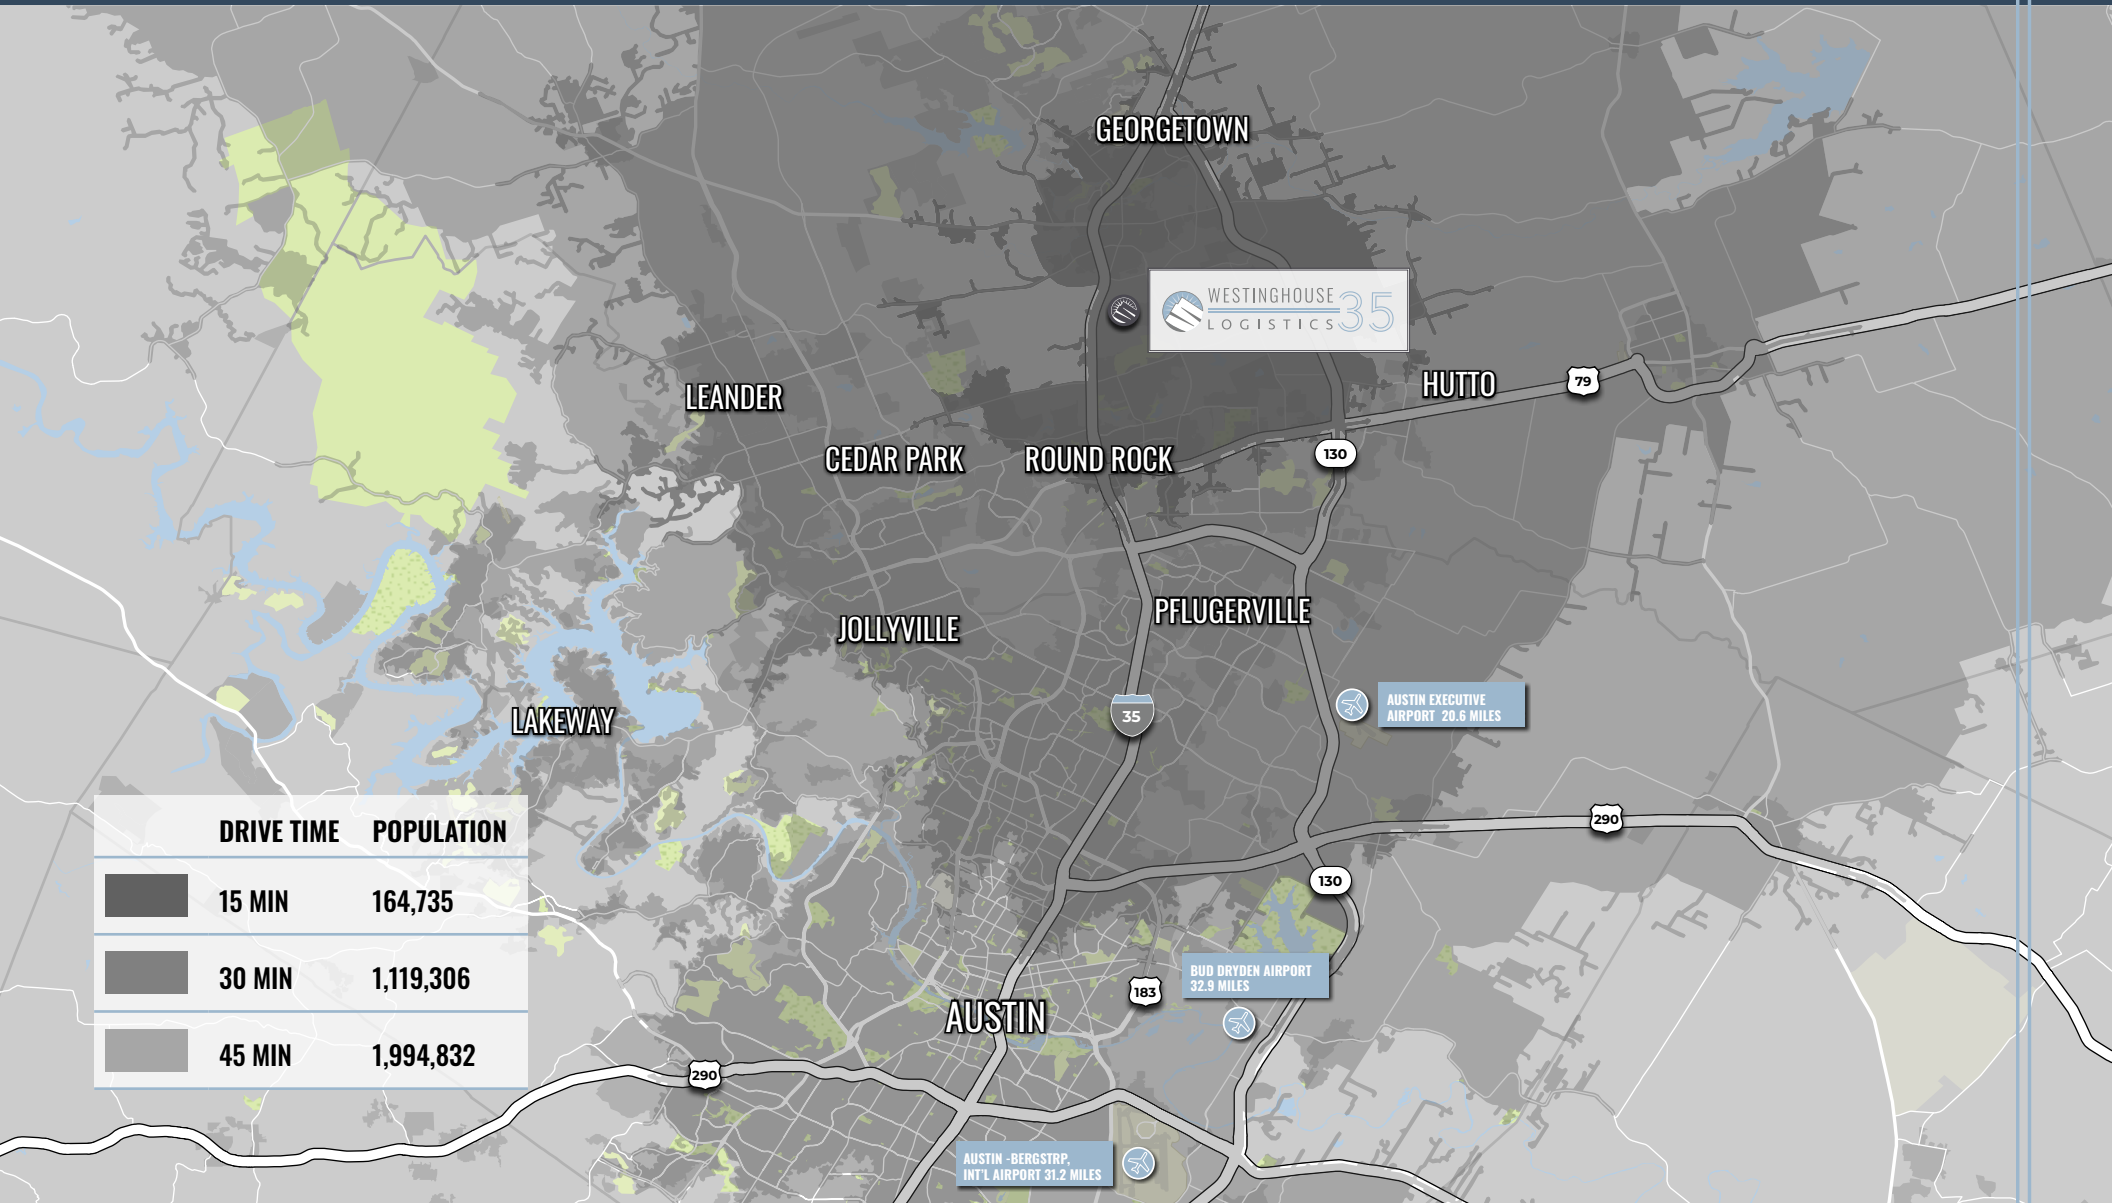 GEORGETOWN
WESTINGHOUSE
LOGISTICS
35
LEANDER
HUTTO
79
CEDAR PARK
ROUND ROCK
130
PFLUGERVILLE
JOLLYVILLE
LAKEWAY
35
AUSTIN EXECUTIVE
AIRPORT 20.6 MILES
290
DRIVE TIME POPULATION
15 MIN 164,735
30 MIN 1,119,306
45 MIN 1,994,832
130
BUD DRYDEN AIRPORT
32.9 MILES
183
AUSTIN
290
AUSTIN -BERGSTRP,
INT'L AIRPORT 31.2 MILES